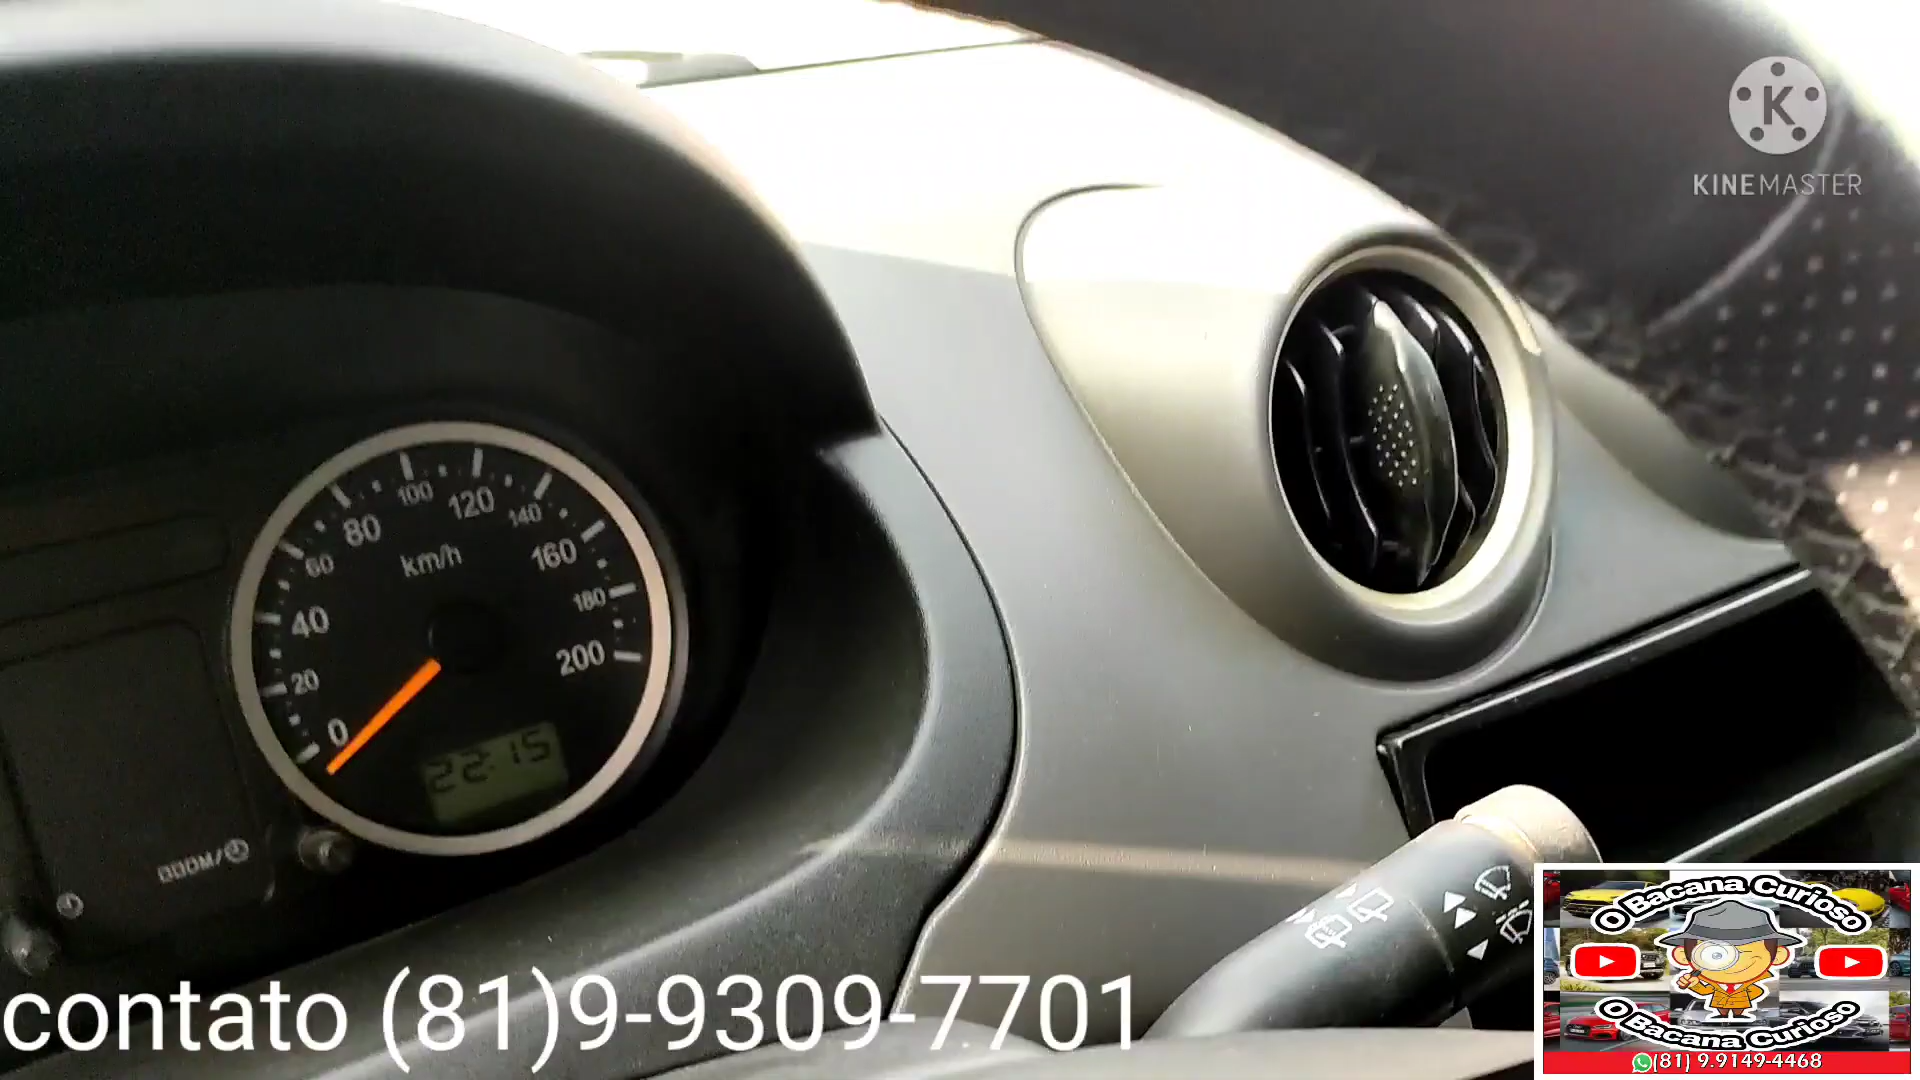 K
KINEMASTER
100
120
80
140
60
km/h
160
180
40
200
20
0
22:15
000M/
contato (81)9-9309-7701
O Bacana Curioso
O Bacana Curioso
(81) 9.9149-4468